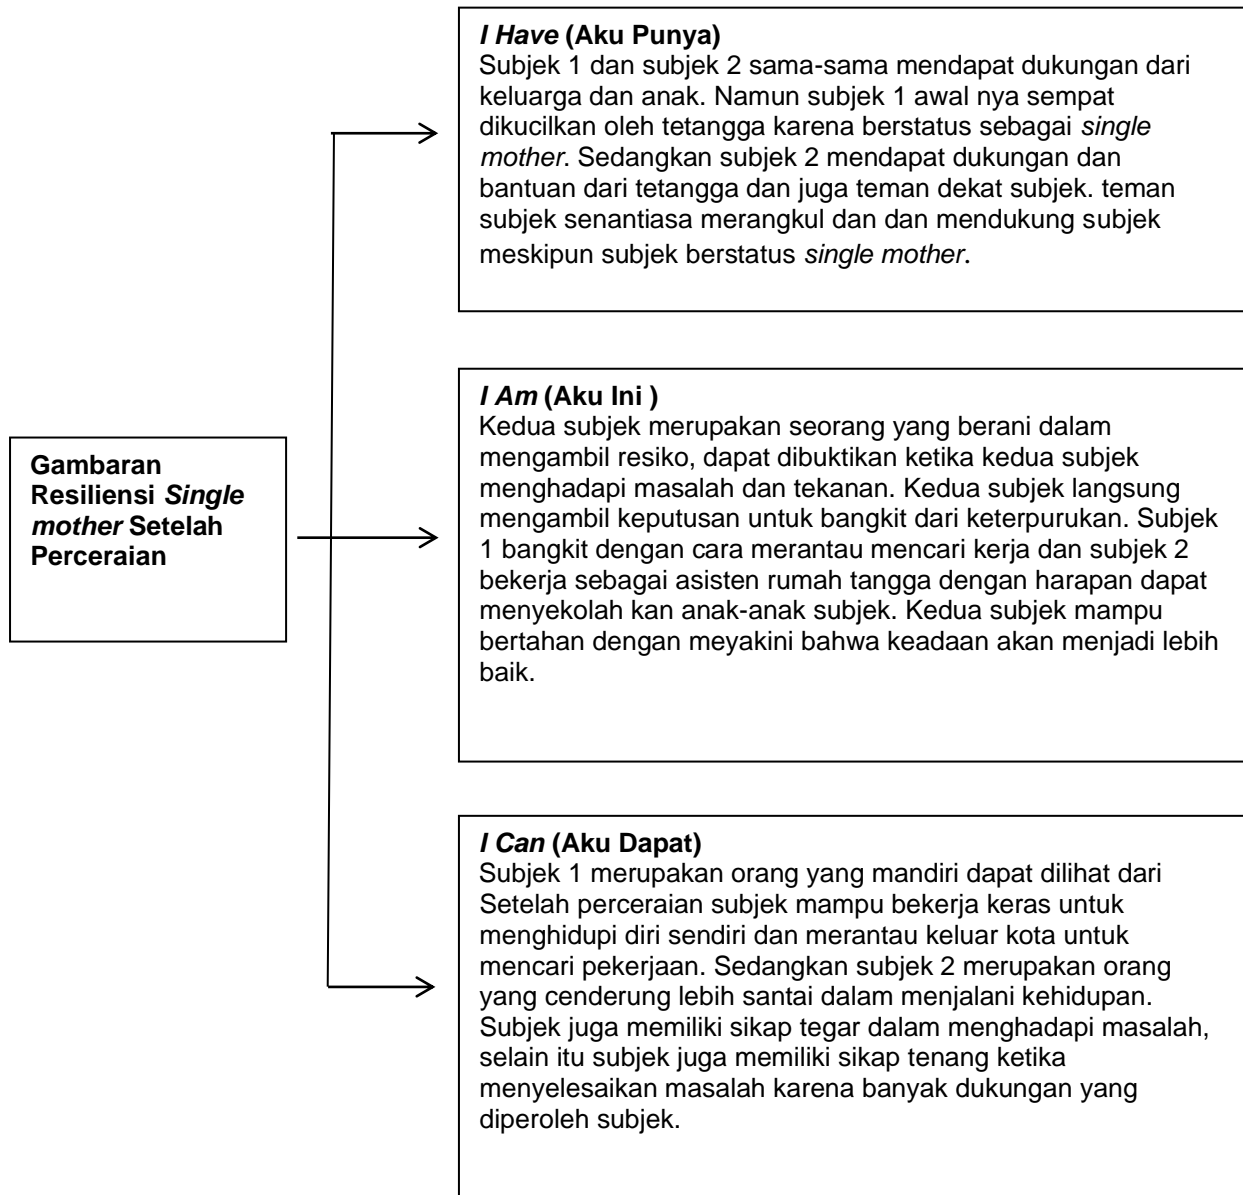 Gambaran
Resiliensi Single
mother Setelah
Perceraian
I Have (Aku Punya)
Subjek 1 dan subjek 2 sama-sama mendapat dukungan dari
keluarga dan anak. Namun subjek 1 awal nya sempat
dikucilkan oleh tetangga karena berstatus sebagai single
mother. Sedangkan subjek 2 mendapat dukungan dan
bantuan dari tetangga dan juga teman dekat subjek. teman
subjek senantiasa merangkul dan dan mendukung subjek
meskipun subjek berstatus single mother.
I Am (Aku Ini )
Kedua subjek merupakan seorang yang berani dalam
mengambil resiko, dapat dibuktikan ketika kedua subjek
menghadapi masalah dan tekanan. Kedua subjek langsung
mengambil keputusan untuk bangkit dari keterpurukan. Subjek
1 bangkit dengan cara merantau mencari kerja dan subjek 2
bekerja sebagai asisten rumah tangga dengan harapan dapat
menyekolah kan anak-anak subjek. Kedua subjek mampu
bertahan dengan meyakini bahwa keadaan akan menjadi lebih
baik.
I Can (Aku Dapat)
Subjek 1 merupakan orang yang mandiri dapat dilihat dari
Setelah perceraian subjek mampu bekerja keras untuk
menghidupi diri sendiri dan merantau keluar kota untuk
mencari pekerjaan. Sedangkan subjek 2 merupakan orang
yang cenderung lebih santai dalam menjalani kehidupan.
Subjek juga memiliki sikap tegar dalam menghadapi masalah,
selain itu subjek juga memiliki sikap tenang ketika
menyelesaikan masalah karena banyak dukungan yang
diperoleh subjek.